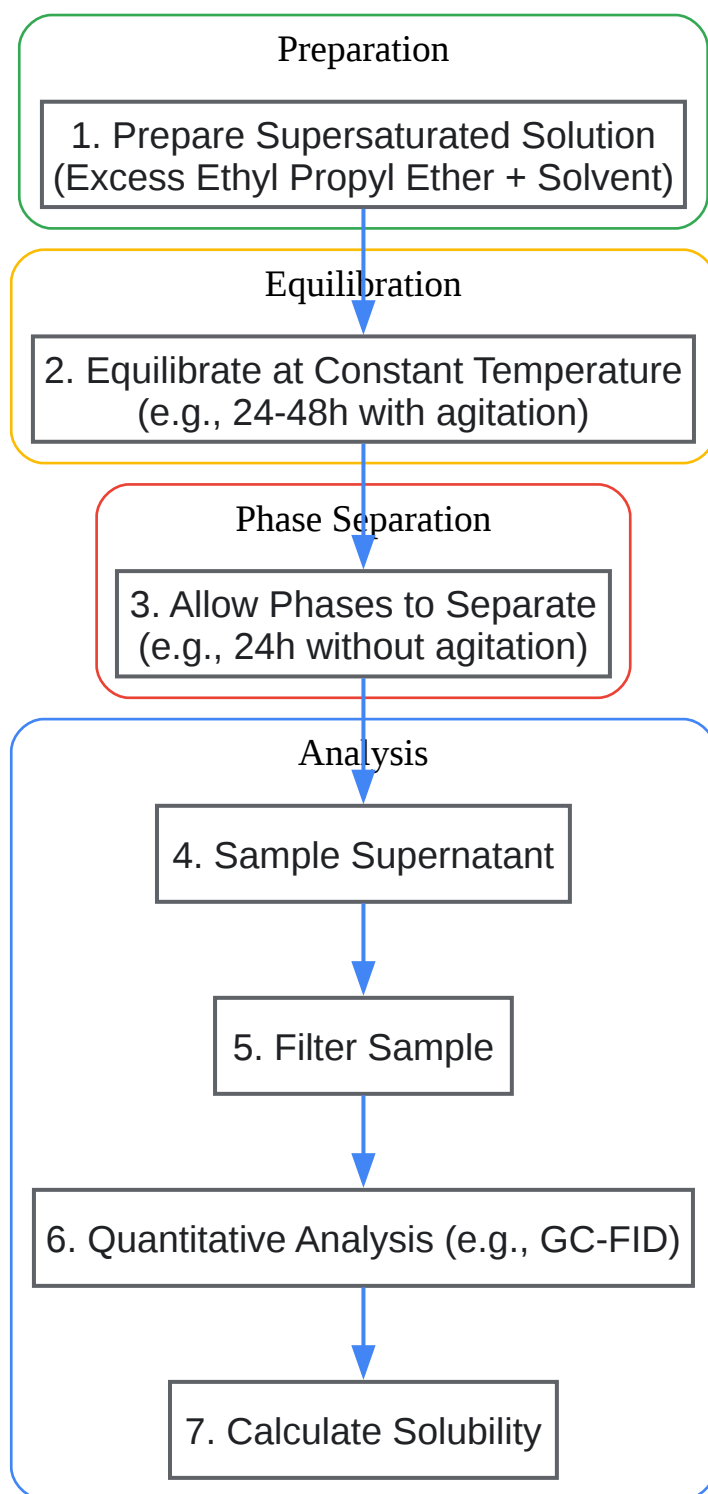 Preparation
1. Prepare Supersaturated Solution
(Excess Ethyl Propyl Ether + Solvent)
Equilibration
2. Equilibrate at Constant Temperature
(e.g., 24-48h with agitation)
Phase Separation
3. Allow Phases to Separate
(e.g., 24h without agitation)
Analysis
4. Sample Supernatant
5. Filter Sample
6. Quantitative Analysis (e.g., GC-FID)
7. Calculate Solubility